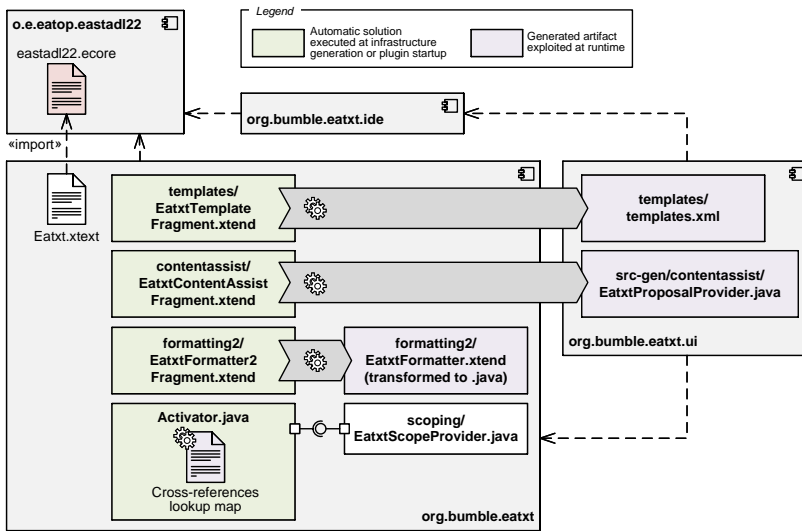 o.e.eatop.eastadl22
eastadl22.ecore
Legend
Automatic solution
executed at infrastructure
generation or plugin startup
Generated artifact
exploited at runtime
org.bumble.eatxt.ide
«import»
Eatxt.xtext
templates/
EatxtTemplate
Fragment.xtend
templates/
templates.xml
contentassist/
EatxtContentAssist
Fragment.xtend
src-gen/contentassist/
EatxtProposalProvider.java
formatting2/
EatxtFormatter2
Fragment.xtend
formatting2/
EatxtFormatter.xtend
(transformed to .java)
org.bumble.eatxt.ui
Activator.java
Cross-references
lookup map
scoping/
EatxtScopeProvider.java
org.bumble.eatxt